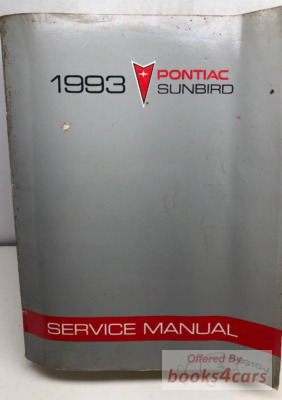 1993 PONTIAC
SUNBIRD
SERVICE MANUAL
Offered By
books4cars